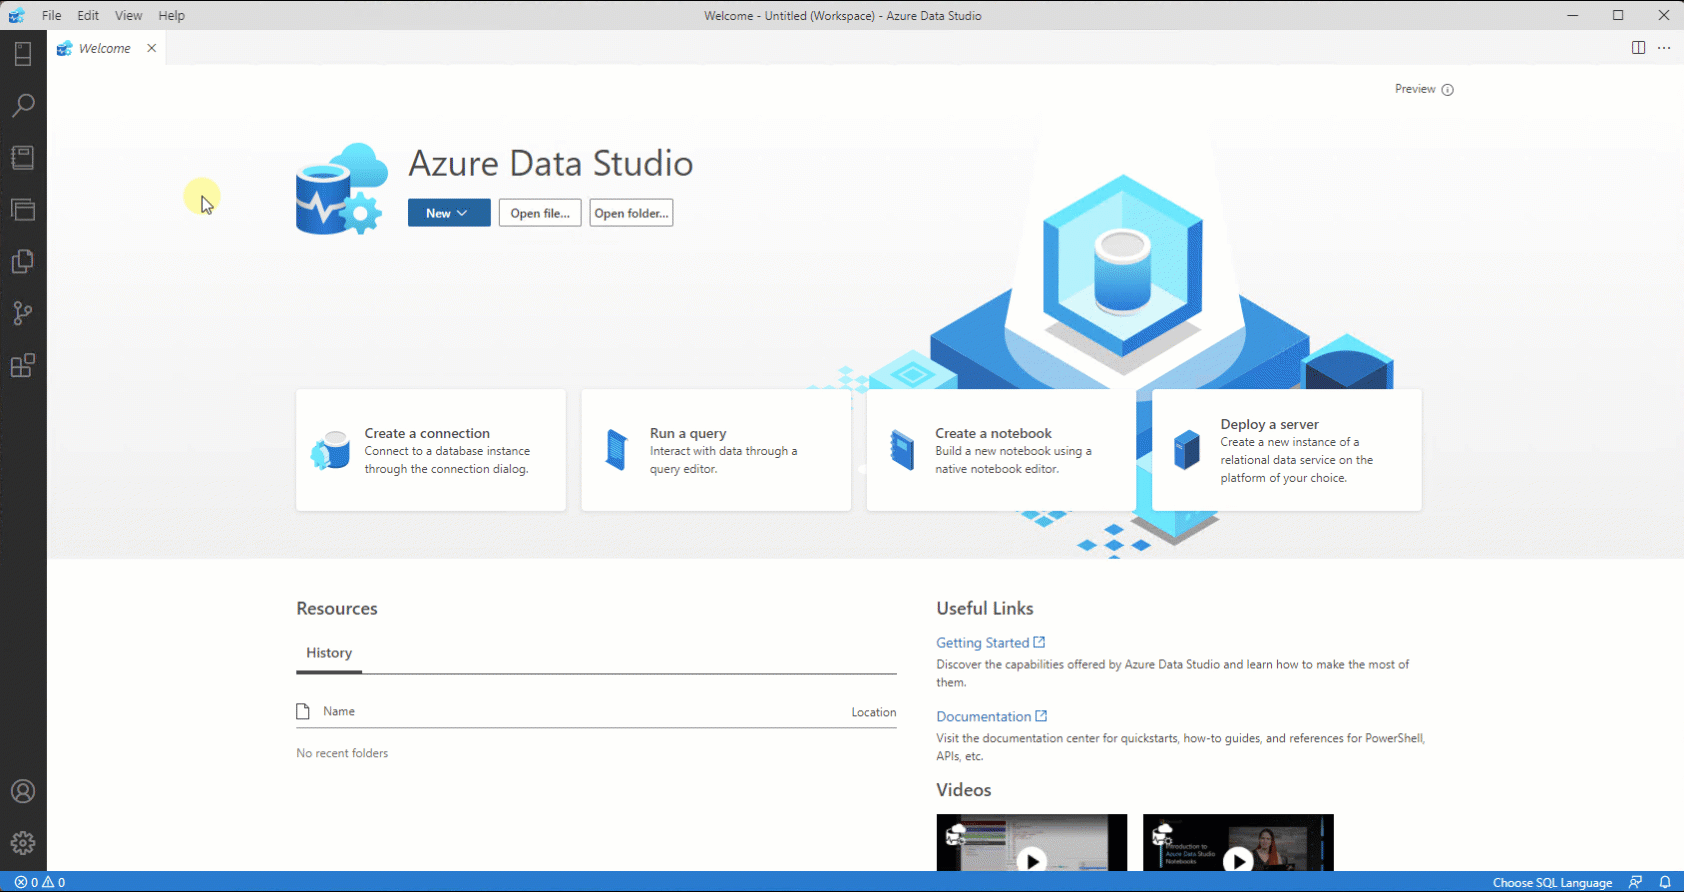 File Edit View Help
Welcome - Untitled (Workspace) - Azure Data Studio
Welcome
Preview
Azure Data Studio
New
Open file...
Open folder...
Create a connection
Connect to a database instance
through the connection dialog.
Run a query
Interact with data through a
query editor.
Create a notebook
Build a new notebook using a
native notebook editor.
Deploy a server
Create a new instance of a
relational data service on the
platform of your choice.
Resources
History
Name
Location
No recent folders
Useful Links
Getting Started
Discover the capabilities offered by Azure Data Studio and learn how to make the most of
them.
Documentation
Visit the documentation center for quickstarts, how-to guides, and references for PowerShell,
APIs, etc.
Videos
Introduction to
Azure Data Studio
Notebooks
0 0
Choose SQL Language